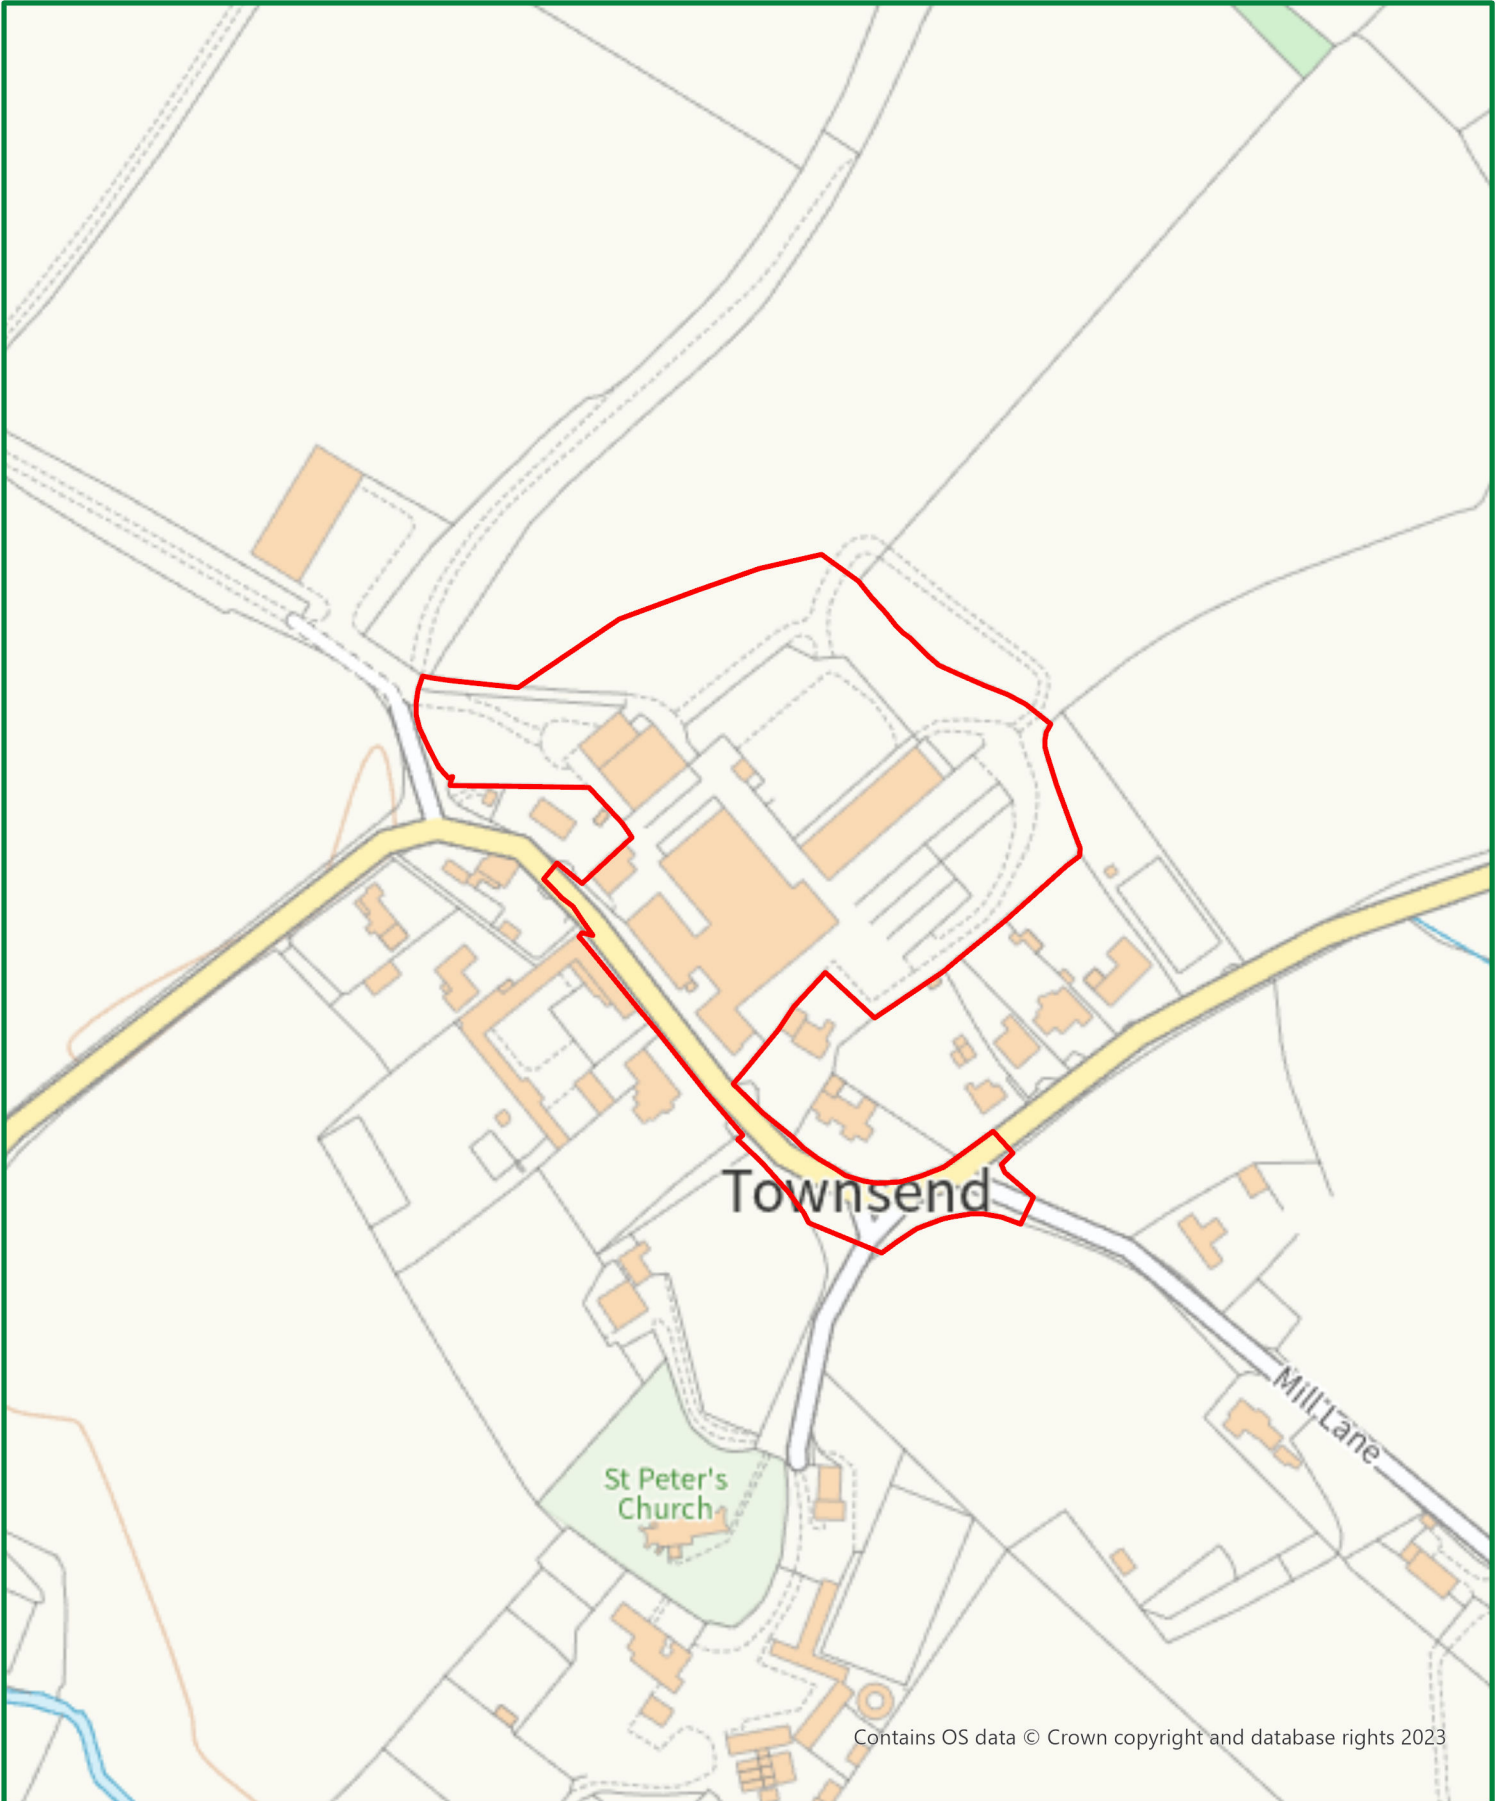 Townsend
Mill Lane
St Peter's
Church
Contains OS data © Crown copyright and database rights 2023